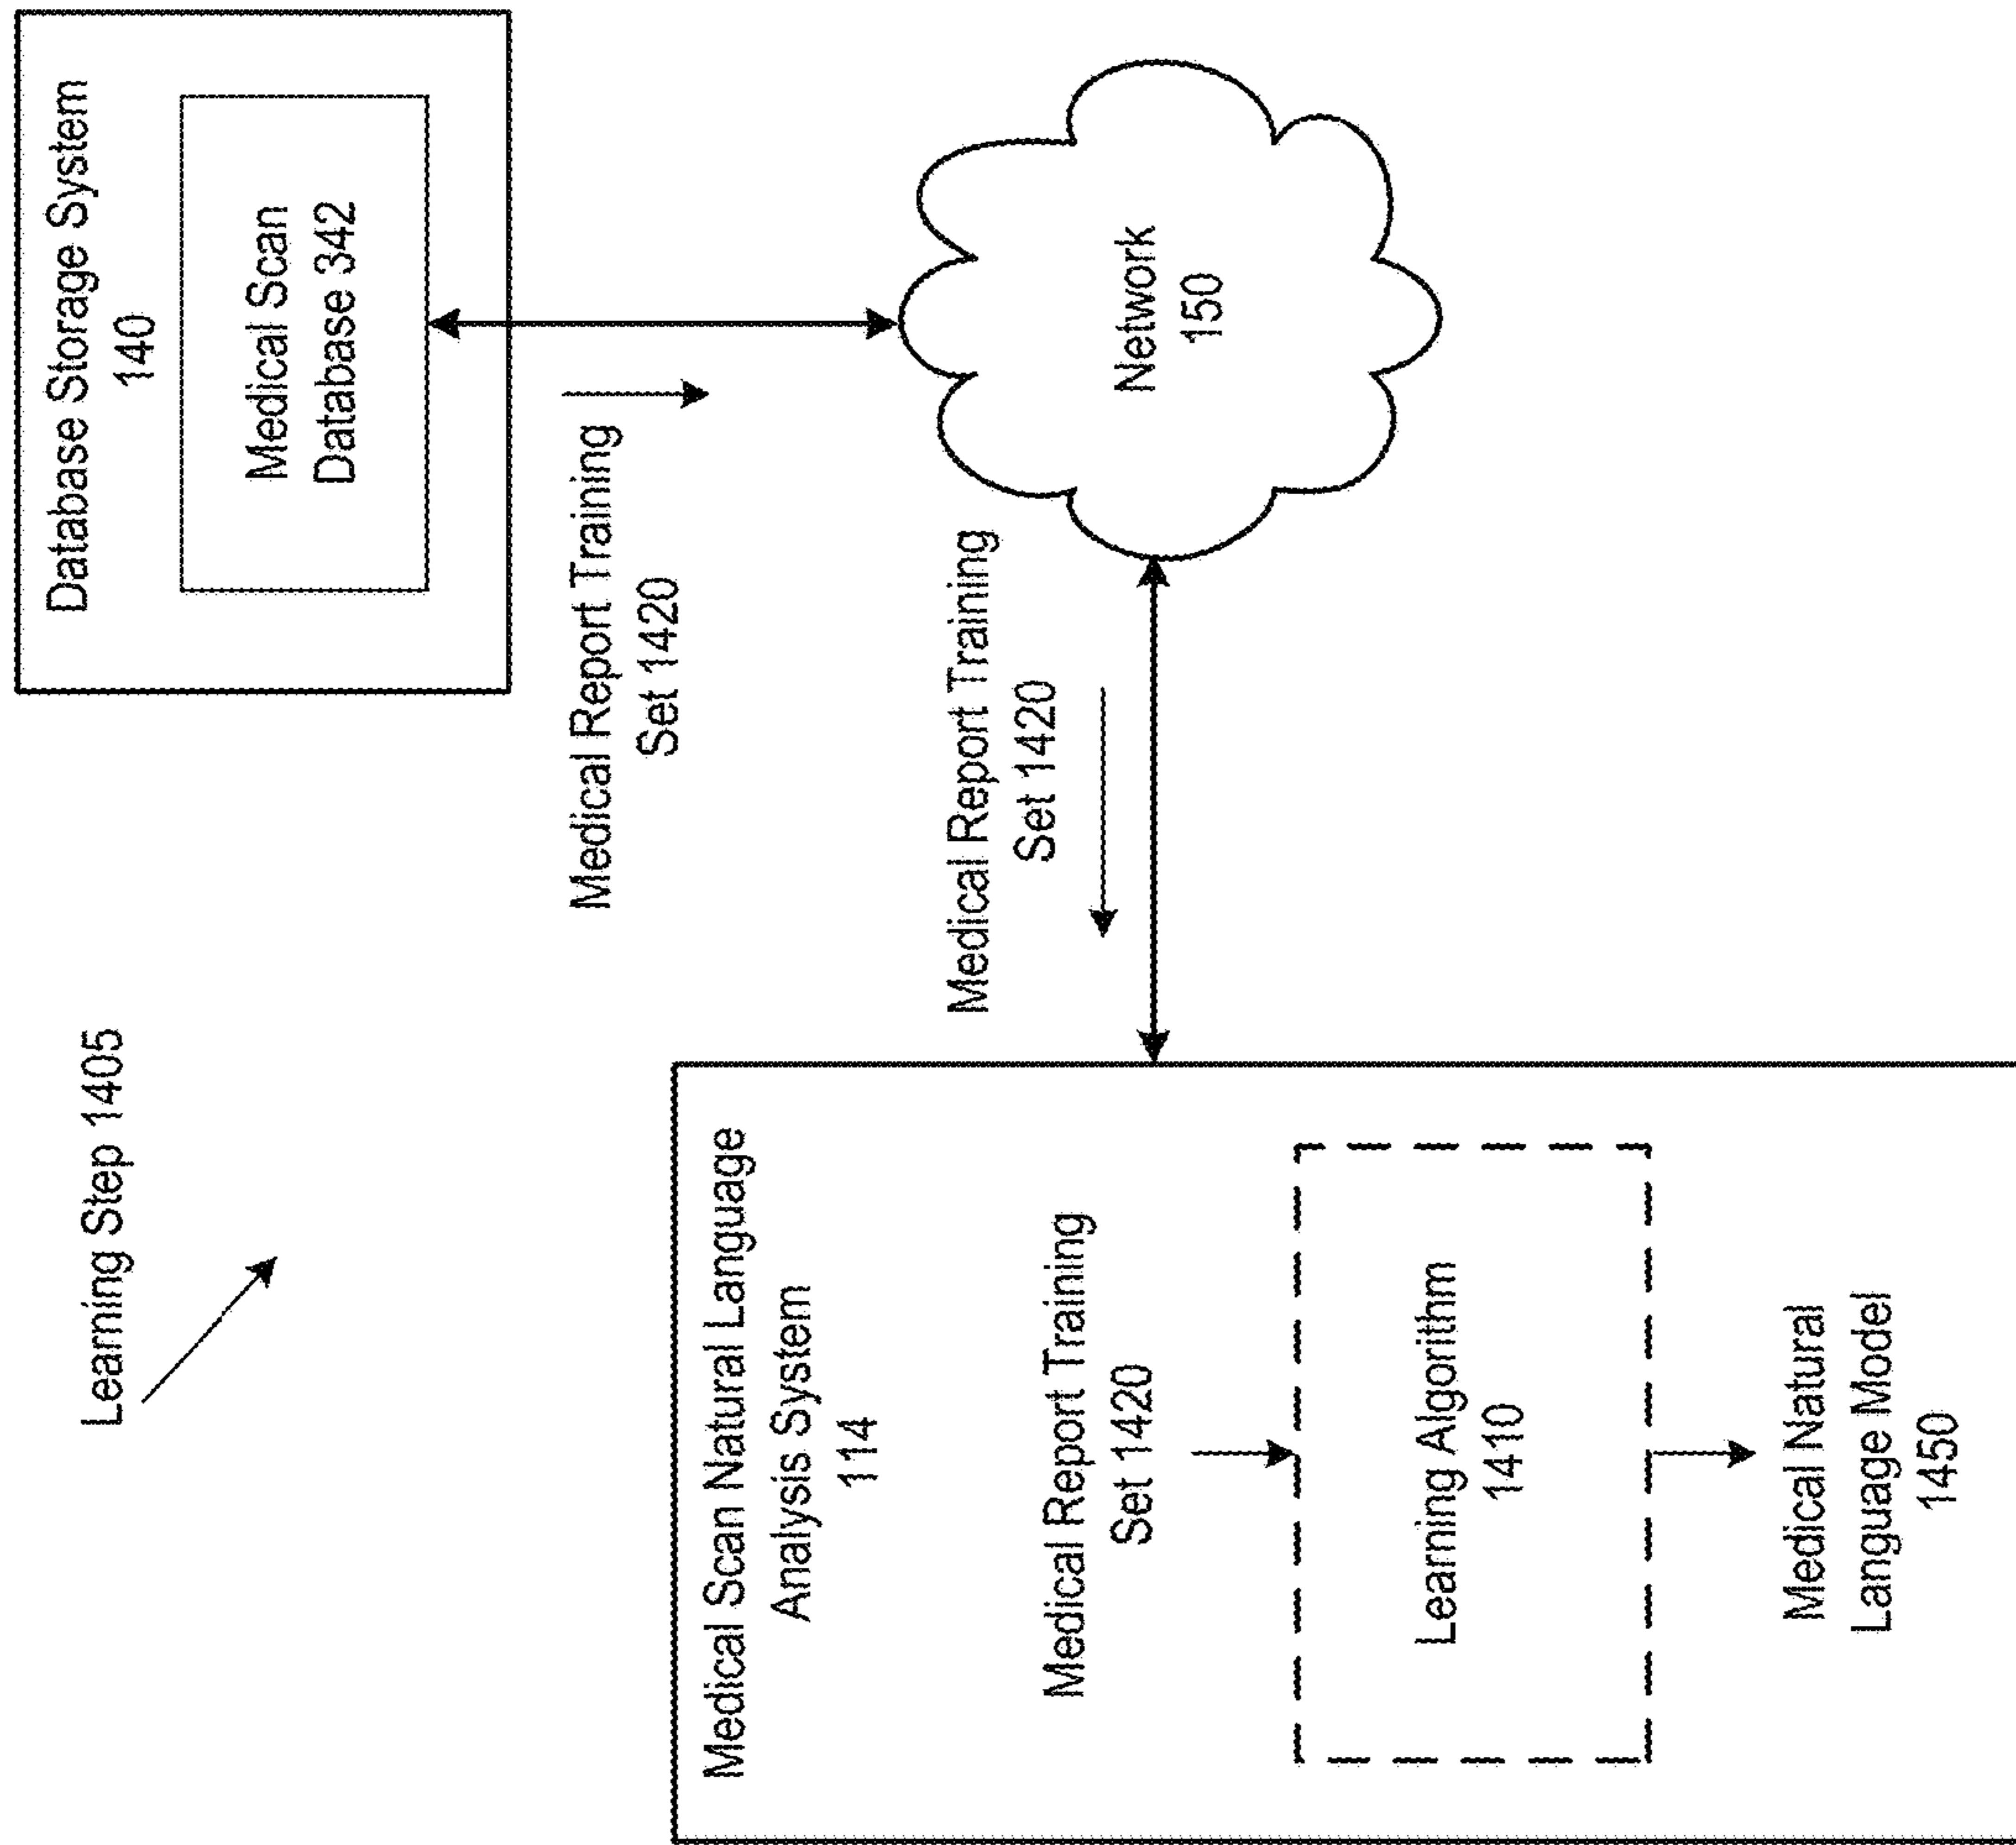 Learning Step 1405
Database Storage System
140
Medical Scan
Database 342
Medical Report Training
Set 1420
Medical Report Training
Set 1420
Network
150
Medical Scan Natural Language
Analysis System
114
Medical Report Training
Set 1420
Learning Algorithm
1410
Medical Natural
Language Model
1450